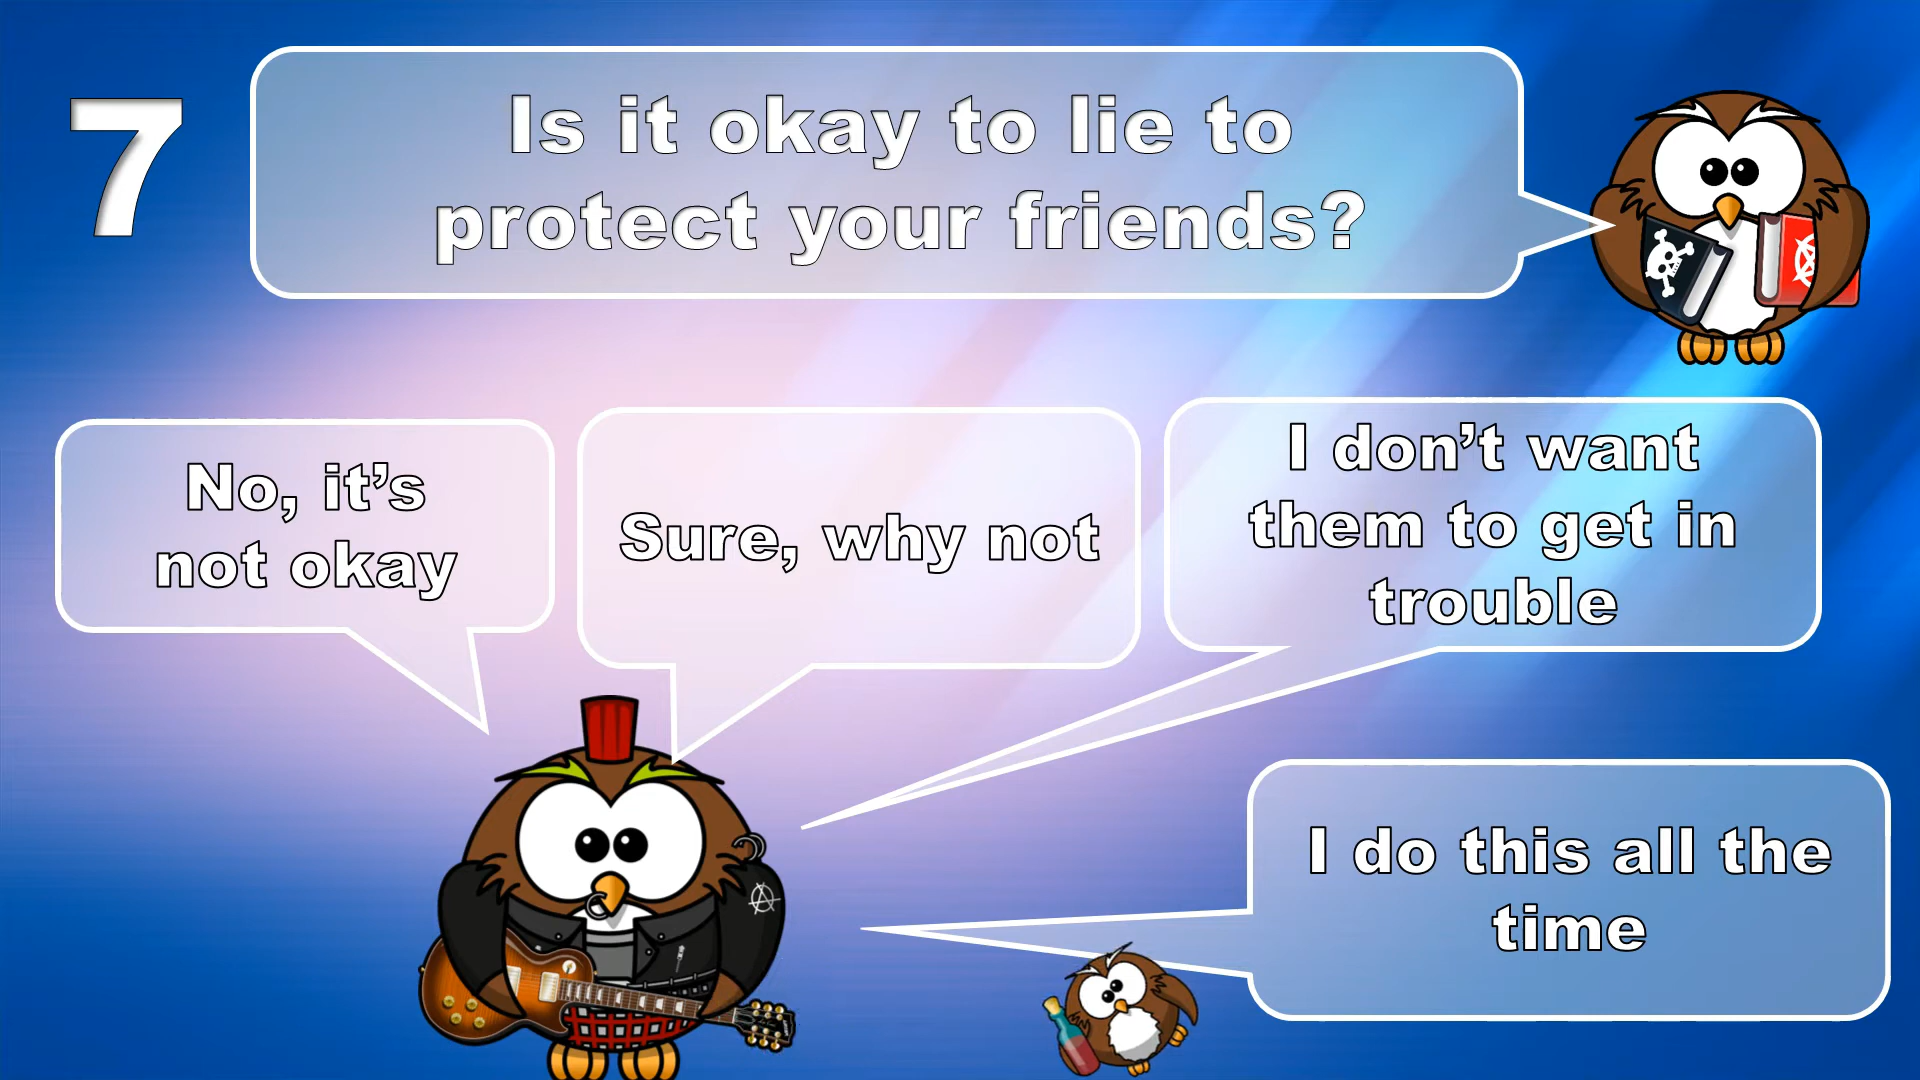 7
Is it okay to lie to
protect your friends?
No, it’s
not okay
Sure, why not
I don’t want
them to get in
trouble
I do this all the
time